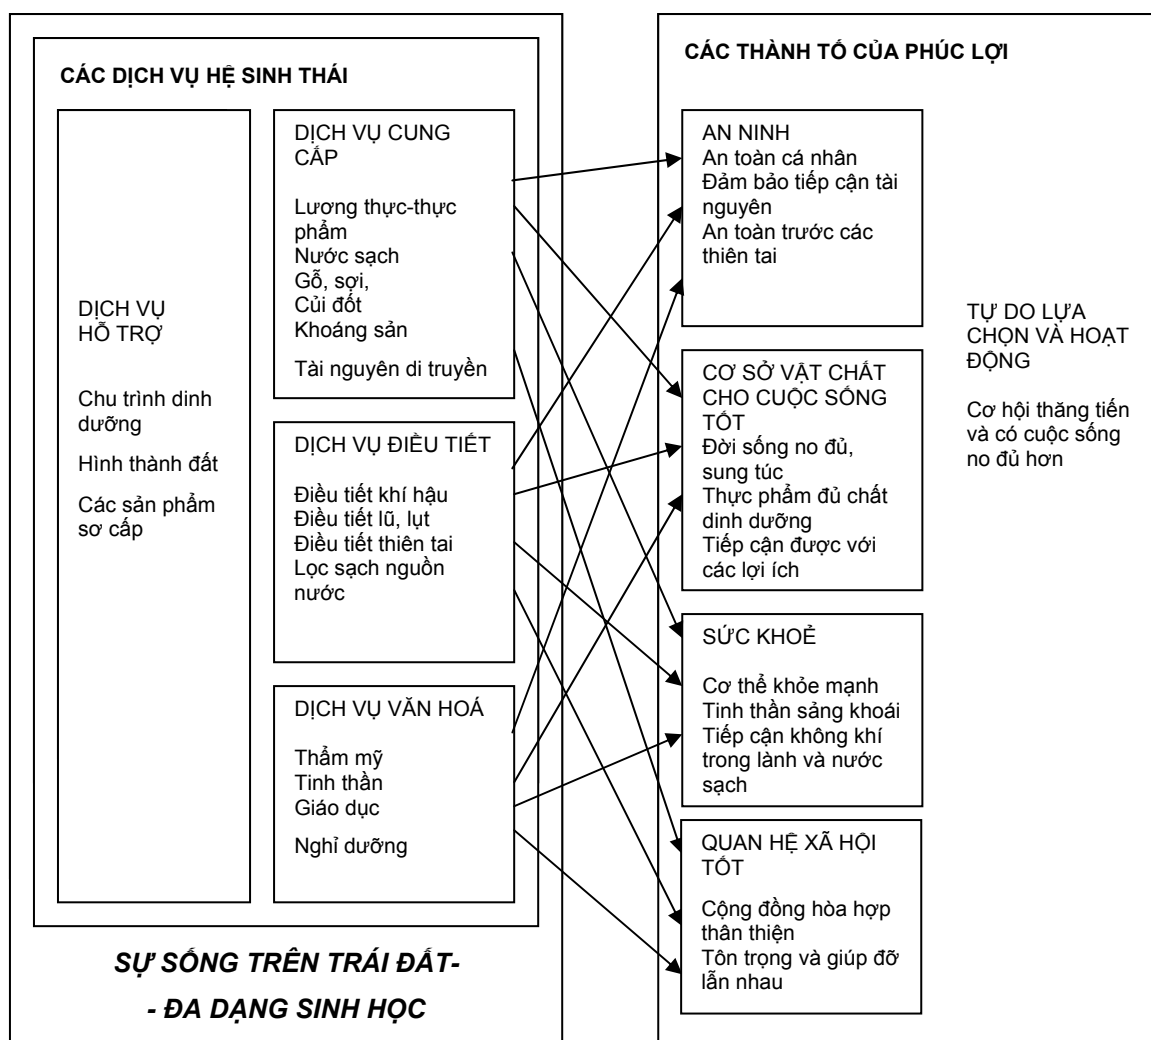 CÁC DỊCH VỤ HỆ SINH THÁI
DỊCH VỤ
HỖ TRỢ
Chu trình dinh
dưỡng
Hình thành đất
Các sản phẩm
sơ cấp
DỊCH VỤ CUNG
CẤP
Lương thực-thực
phẩm
Nước sạch
Gỗ, sợi,
Củi đốt
Khoáng sản
Tài nguyên di truyền
DỊCH VỤ ĐIỀU TIẾT
Điều tiết khí hậu
Điều tiết lũ, lụt
Điều tiết thiên tai
Lọc sạch nguồn
nước
DỊCH VỤ VĂN HOÁ
Thẩm mỹ
Tinh thần
Giáo dục
Nghỉ dưỡng
SỰ SỐNG TRÊN TRÁI ĐẤT-
- ĐA DẠNG SINH HỌC
CÁC THÀNH TỐ CỦA PHÚC LỢI
AN NINH
An toàn cá nhân
Đảm bảo tiếp cận tài
nguyên
An toàn trước các
thiên tai
CƠ SỞ VẬT CHẤT
CHO CUỘC SỐNG
TỐT
Đời sống no đủ,
sung túc
Thực phẩm đủ chất
dinh dưỡng
Tiếp cận được với
các lợi ích
SỨC KHOẺ
Cơ thể khỏe mạnh
Tinh thần sảng khoái
Tiếp cận không khí
trong lành và nước
sạch
QUAN HỆ XÃ HỘI
TỐT
Cộng đồng hòa hợp
thân thiện
Tôn trọng và giúp đỡ
lẫn nhau
TỰ DO LỰA
CHỌN VÀ HOẠT
ĐỘNG
Cơ hội thăng tiến
và có cuộc sống
no đủ hơn